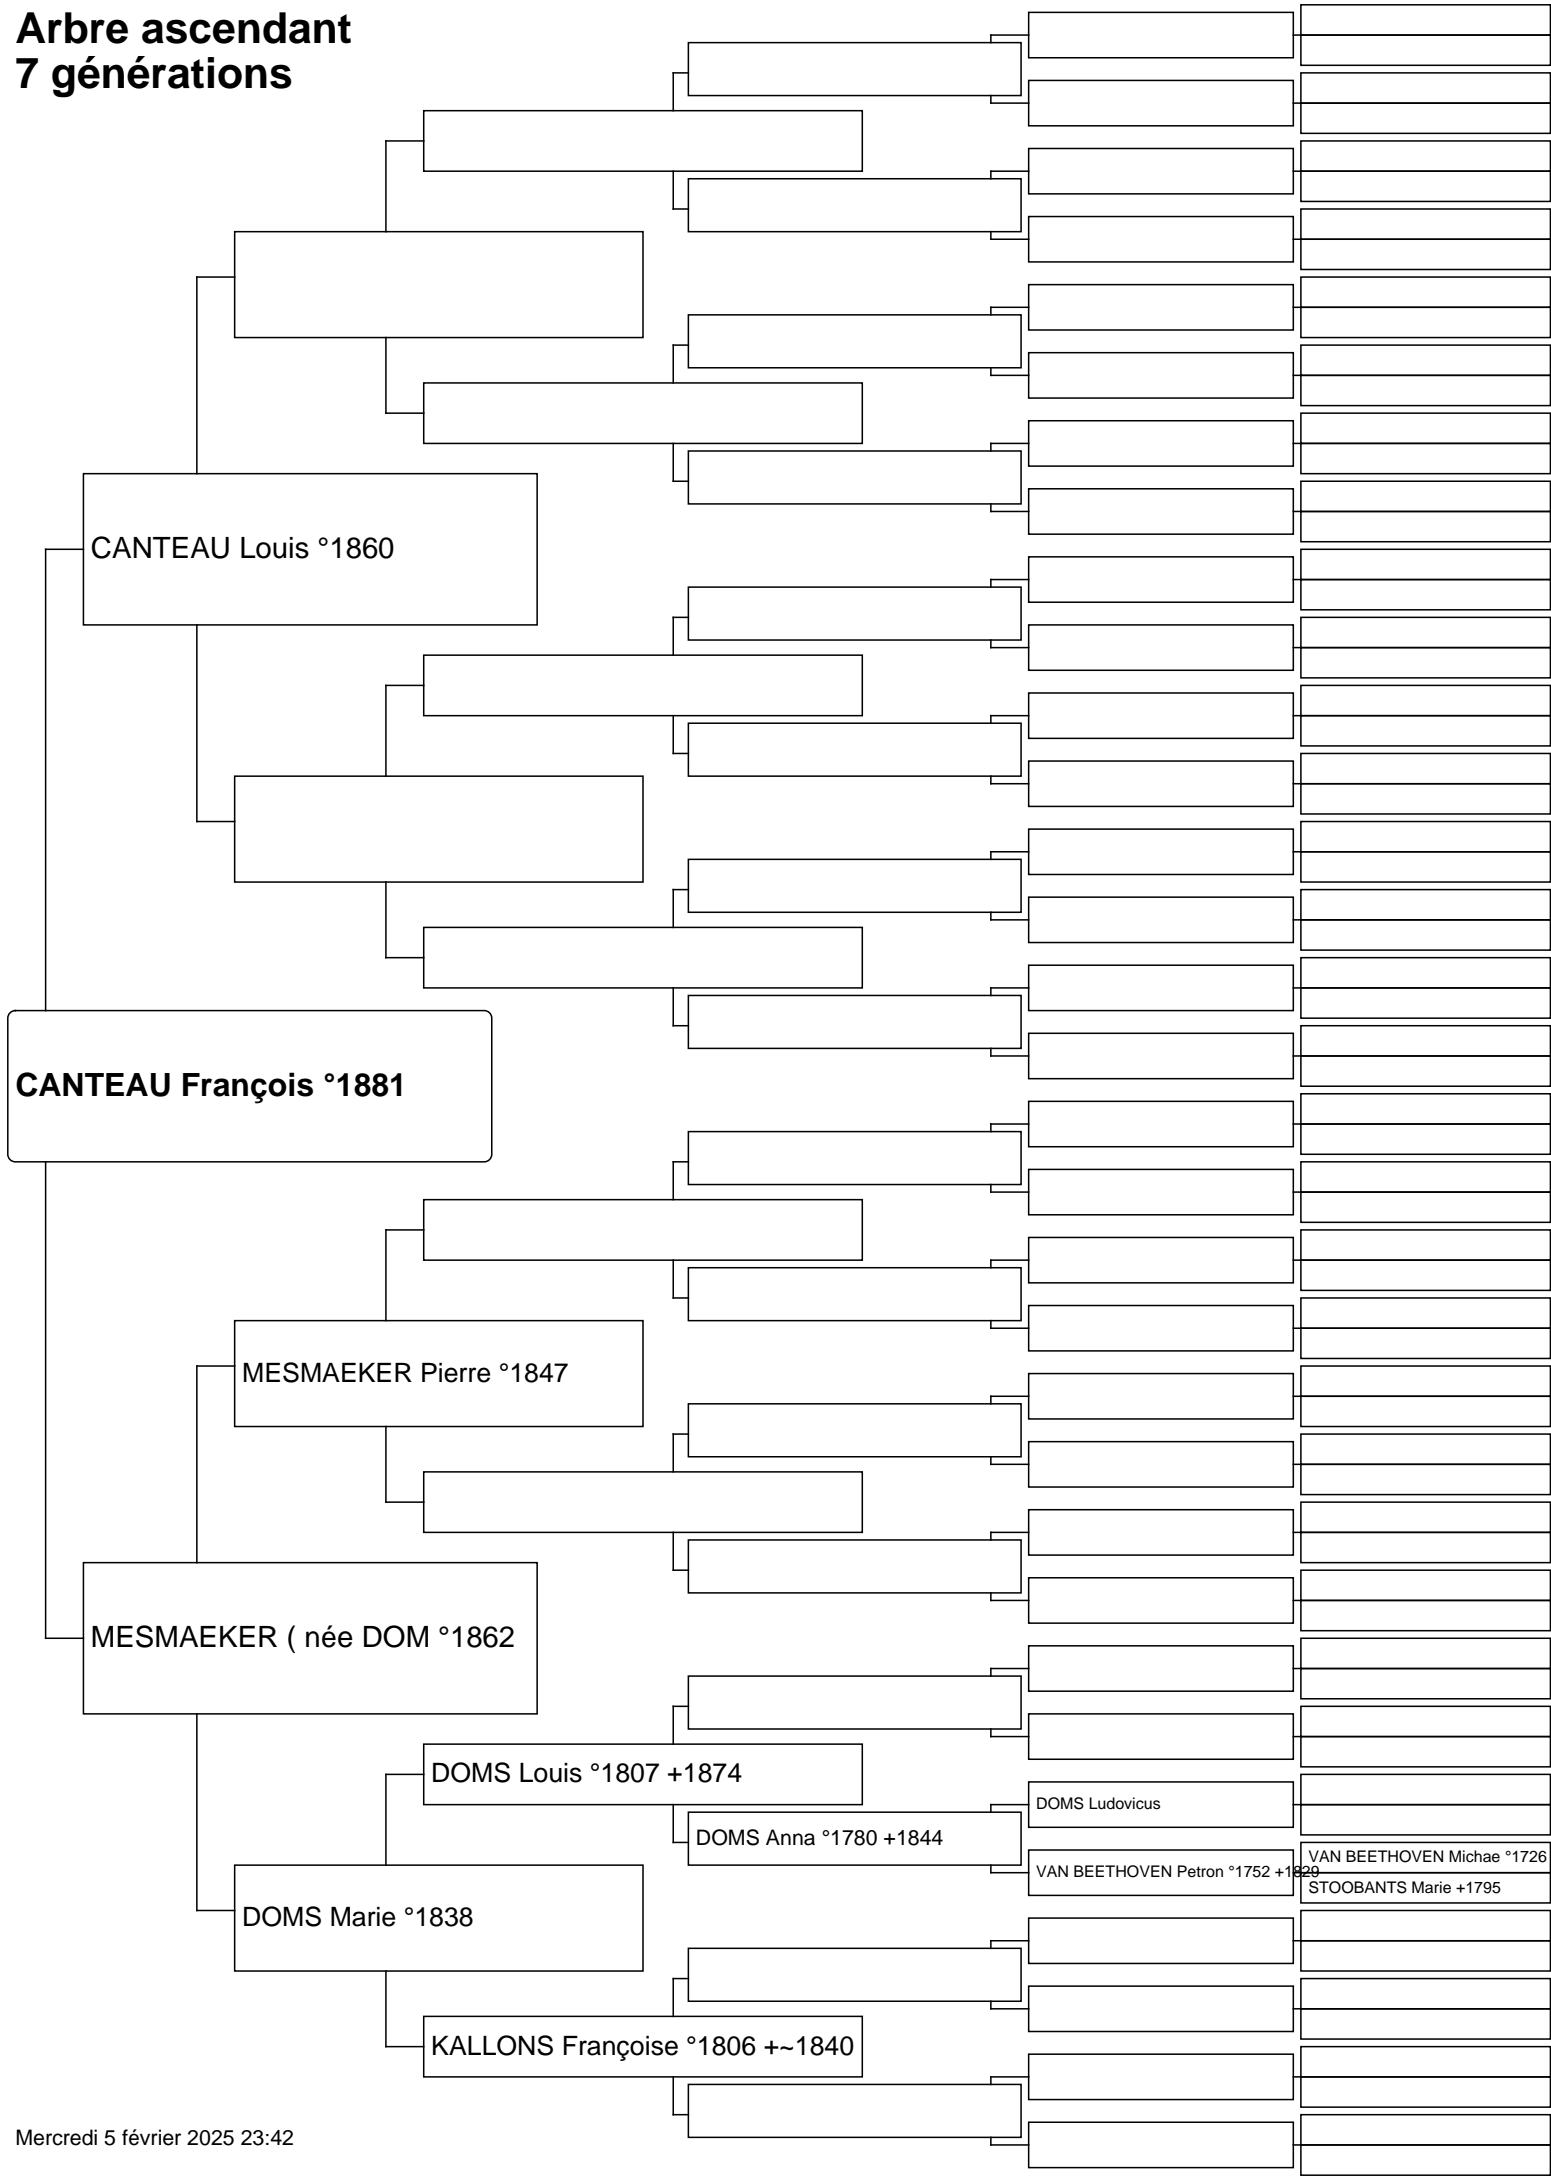 Arbre ascendant
7 générations
CANTEAU Louis °1860
CANTEAU François °1881
MESMAEKER Pierre °1847
MESMAEKER ( née DOM °1862
DOMS Louis °1807 +1874
DOMS Ludovicus
DOMS Anna °1780 +1844
VAN BEETHOVEN Michae °1726
VAN BEETHOVEN Petron °1752 +1829
STOOBANTS Marie +1795
DOMS Marie °1838
KALLONS Françoise °1806 +~1840
Mercredi 5 février 2025 23:42